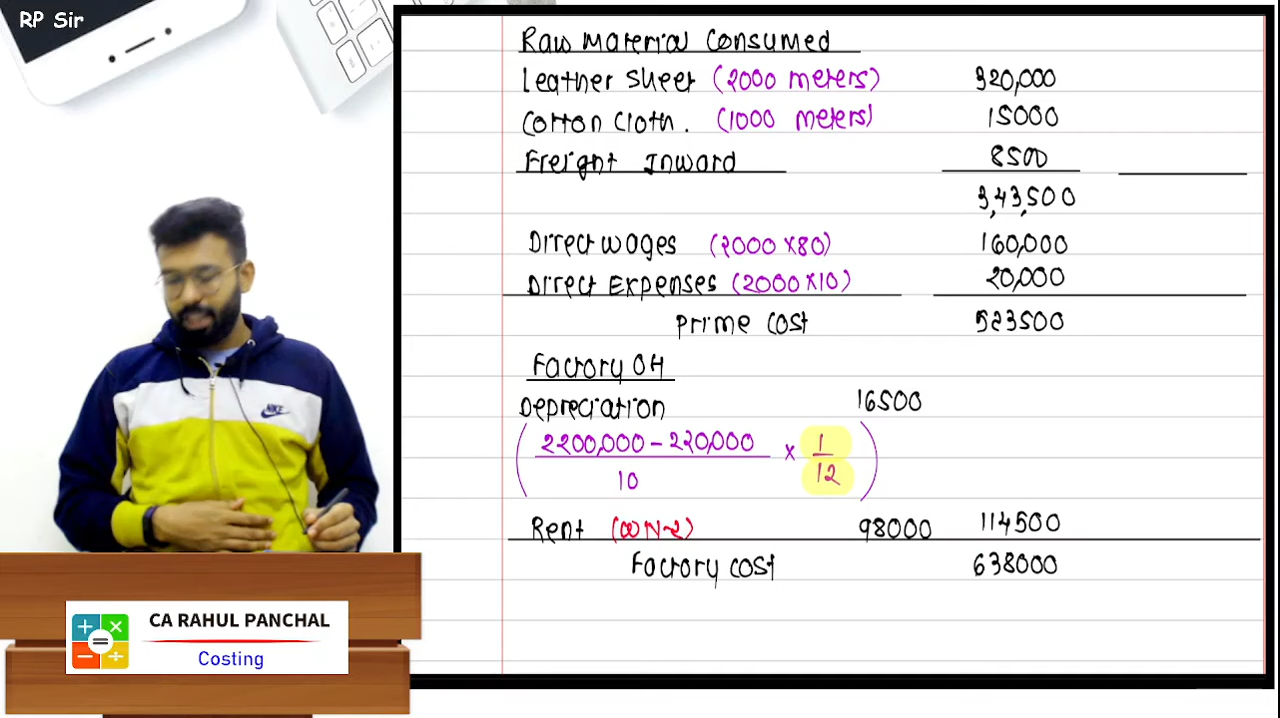 RP Sir
Raw Material Consumed
Leather Sheet (2000 meters) 320,000
Cotton Cloth. (1000 meters) 15000
Freight Inward 8500
3,43,500
Direct Wages (2000×80) 160,000
Direct Expenses (2000×10) 20,000
Prime Cost 523500
Factory OH
Depreciation 16500
(2200,000 - 220,000 / 10 × 1/12)
Rent 98000 114500
Factory cost 638000
CA RAHUL PANCHAL
Costing